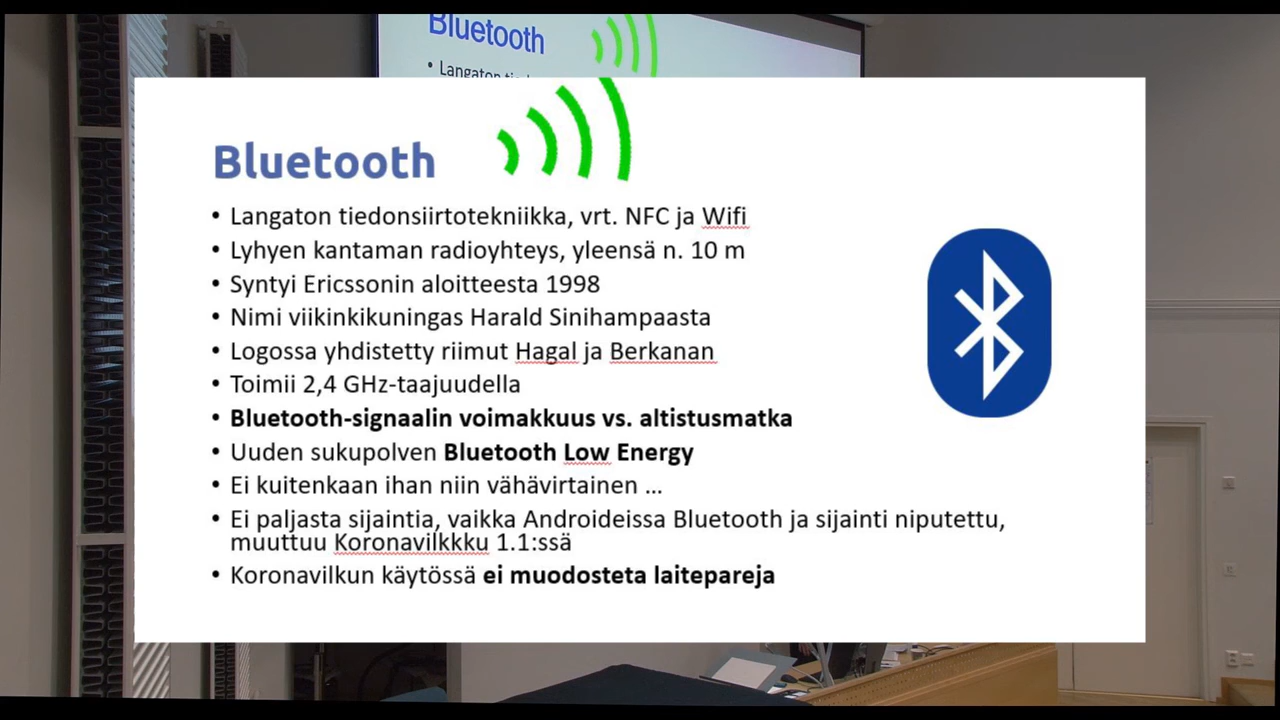 Bluetooth
• Langaton
Bluetooth
• Langaton tiedonsiirtotekniikka, vrt. NFC ja Wifi
• Lyhyen kantaman radioyhteys, yleensä n. 10 m
• Syntyi Ericssonin aloitteesta 1998
• Nimi viikinkikuningas Harald Sinihampaasta
• Logossa yhdistetty riimut Hagal ja Berkanan
• Toimii 2,4 GHz-taajuudella
• Bluetooth-signaalin voimakkuus vs. altistusmatka
• Uuden sukupolven Bluetooth Low Energy
• Ei kuitenkaan ihan niin vähävirtainen ...
• Ei paljasta sijaintia, vaikka Androideissa Bluetooth ja sijainti niputettu,
muuttuu Koronavilkkku 1.1:ssä
• Koronavilkun käytössä ei muodosteta laitepareja